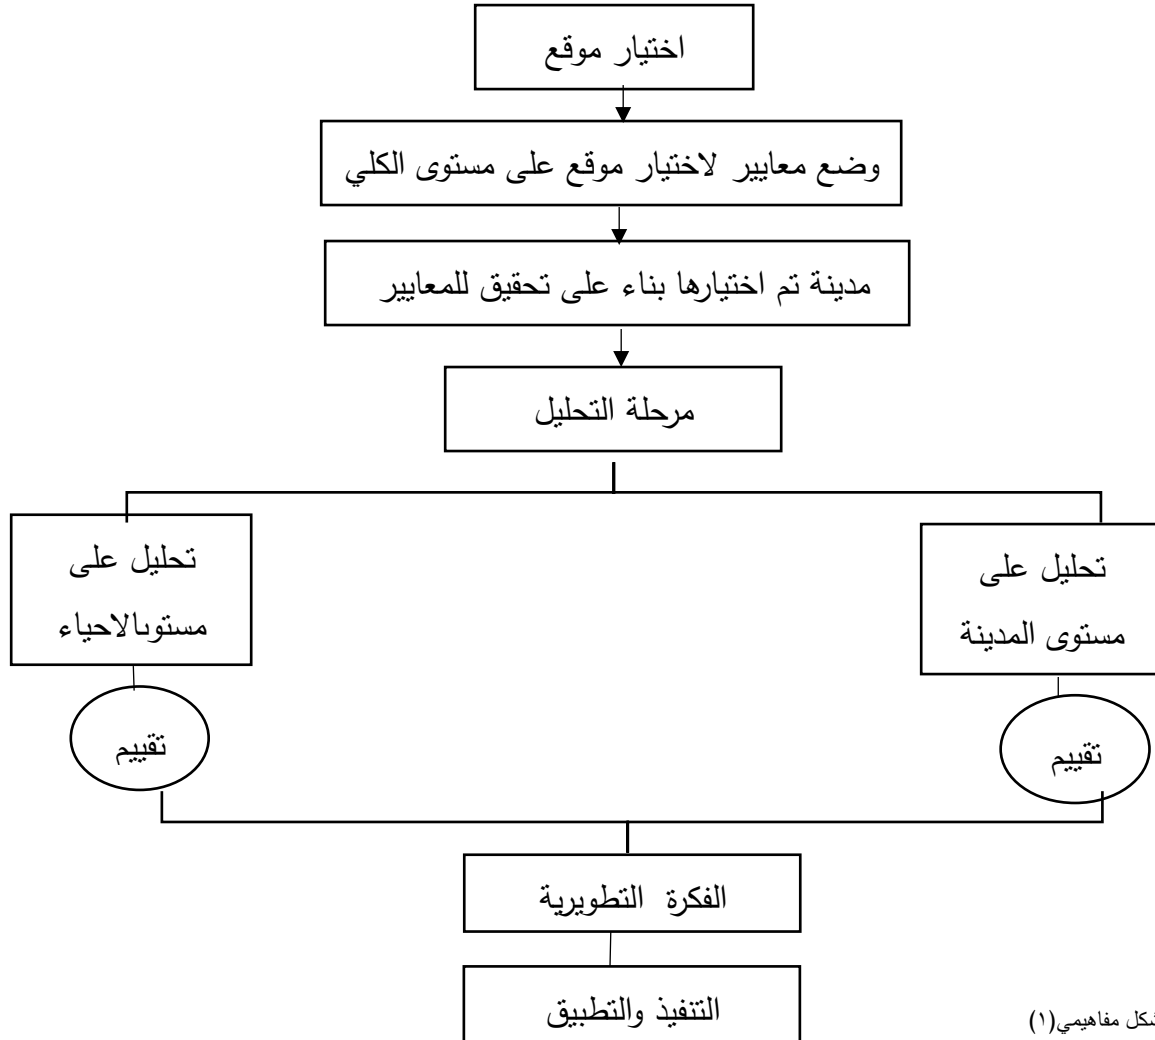 اختيار موقع
وضع معايير لاختيار موقع على مستوى الكلي
مدينة تم اختيارها بناء على تحقيق للمعايير
مرحلة التحليل
تحليل على
مستوى المدينة
تحليل على
مستوىالاحياء
تقييم
تقييم
الفكرة التطويرية
التنفيذ والتطبيق
شكل مفاهيمي(١)